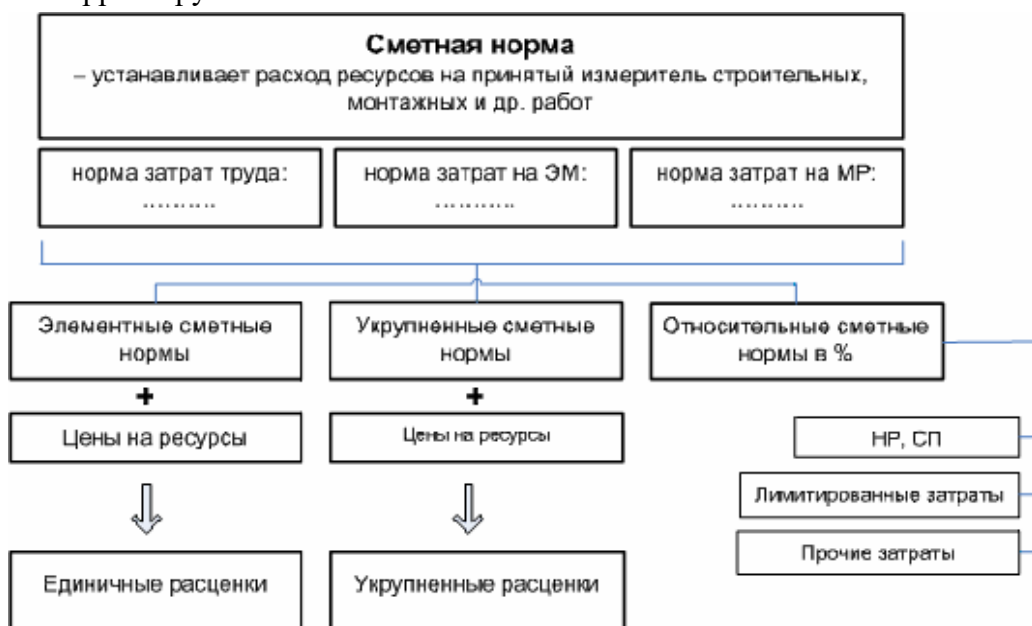 Сметная норма
– устанавливает расход ресурсов на принятый измеритель строительных,
монтажных и др. работ
норма затрат труда:
..........
норма затрат на ЭМ:
...........
норма затрат на МР:
..........
Элементные сметные
нормы
Укрупненные сметные
нормы
Относительные сметные
нормы в %
+
+
Цены на ресурсы
Цены на ресурсы
НР, СП
Лимитированные затраты
Прочие затраты
Единичные расценки
Укрупненные расценки